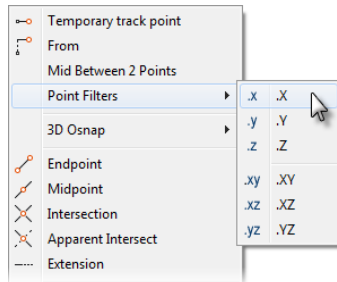 Temporary track point
From
Mid Between 2 Points
Point Filters
3D Osnap
Endpoint
Midpoint
Intersection
Apparent Intersect
Extension
.x .X
.y .Y
.z .Z
.xy .XY
.xz .XZ
.yz .YZ